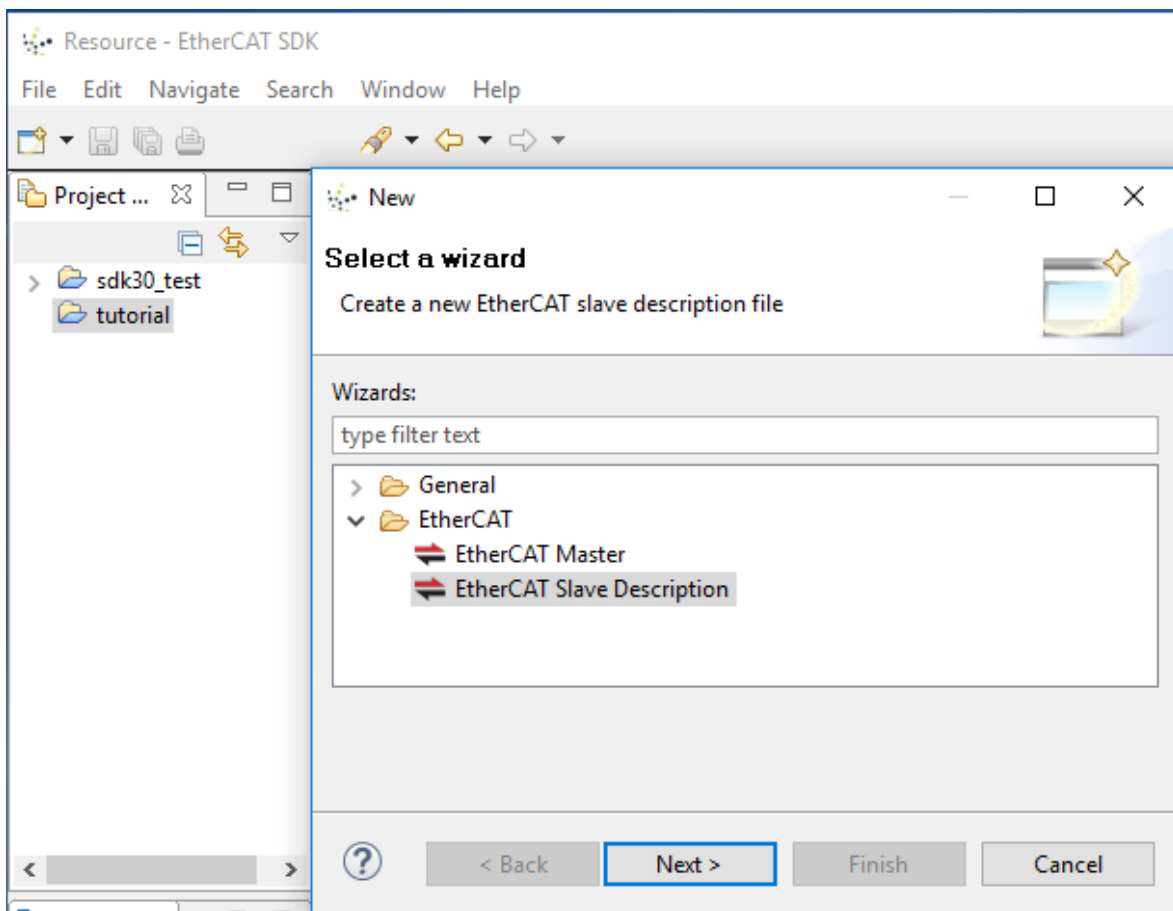 Resource - EtherCAT SDK
File Edit Navigate Search Window Help
Project ...
New
Select a wizard
Create a new EtherCAT slave description file
sdk30_test
tutorial
Wizards:
type filter text
General
EtherCAT
EtherCAT Master
EtherCAT Slave Description
? < Back Next > Finish Cancel